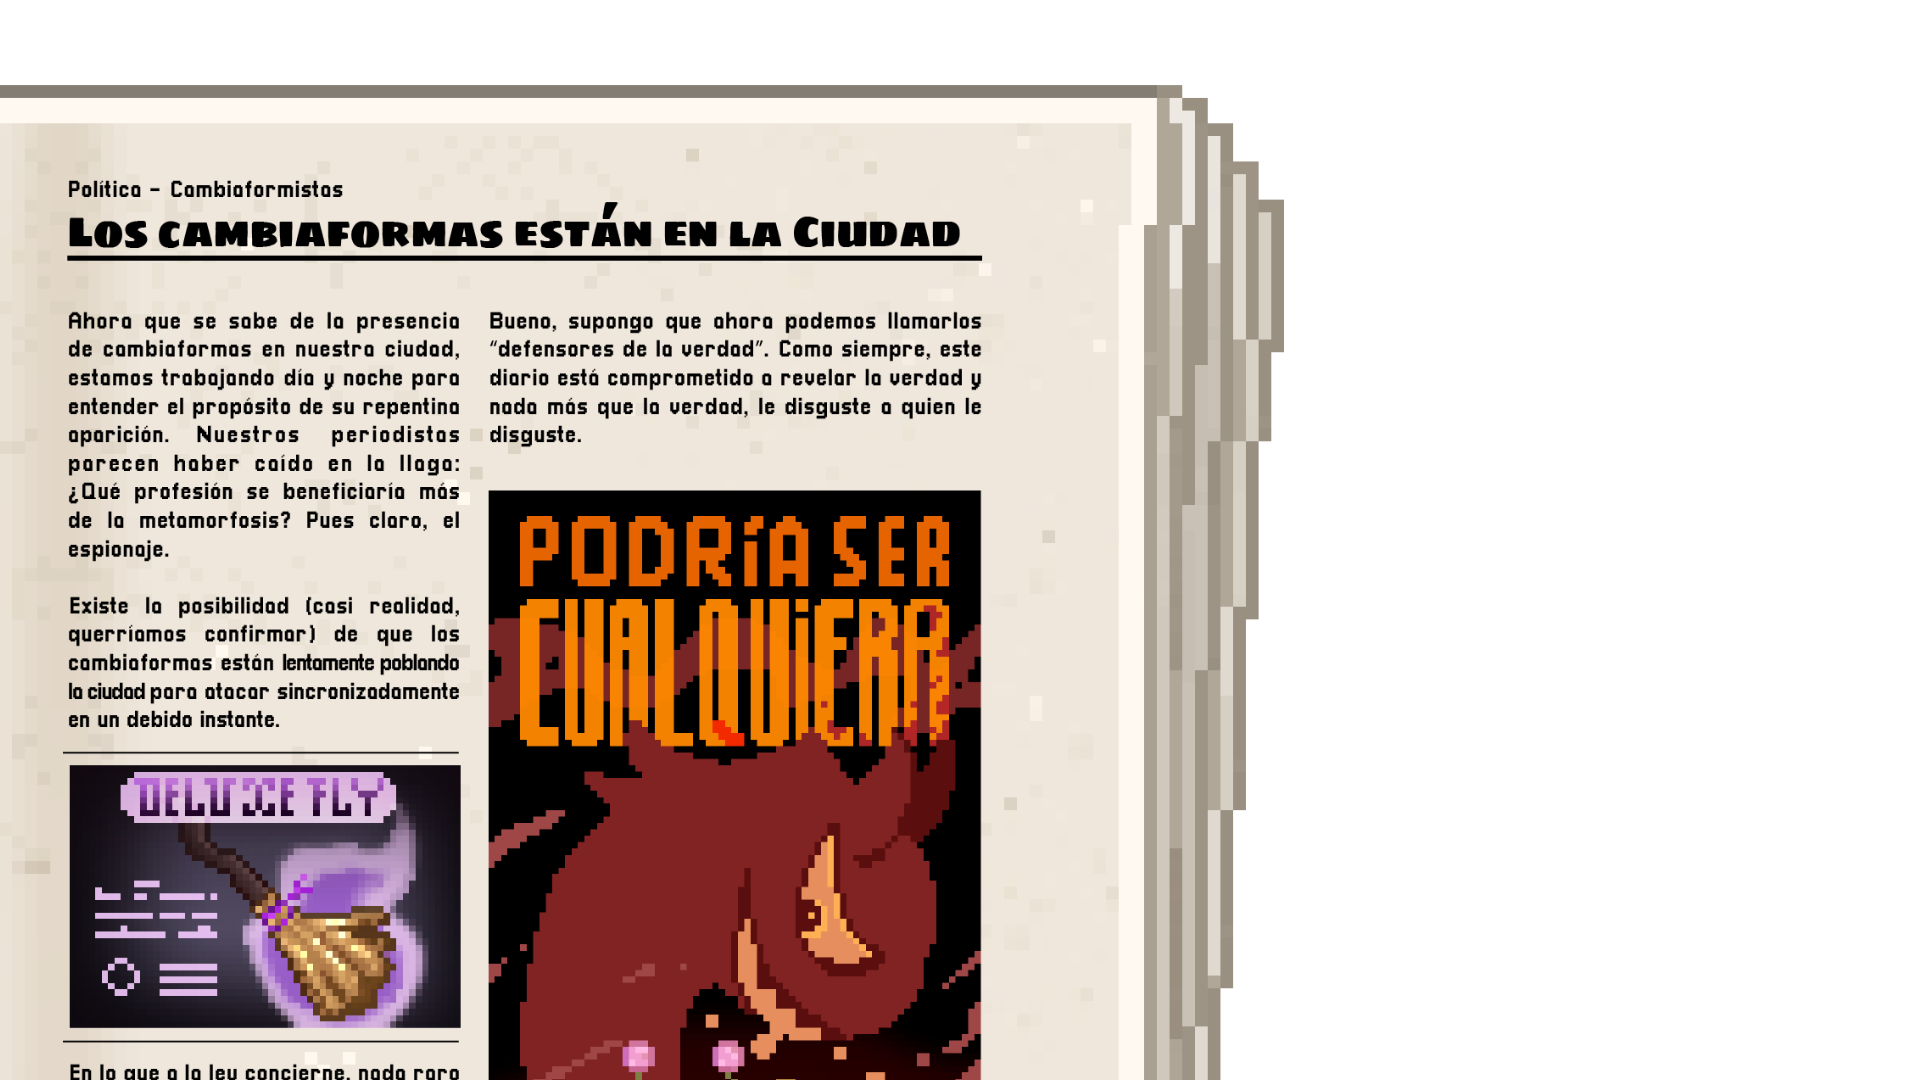 Política - Cambiaformistas
Los cambiaformas están en la Ciudad
Ahora que se sabe de la presencia
de cambiaformas en nuestra ciudad,
estamos trabajando día y noche para
entender el propósito de su repentina
aparición. Nuestros periodistas
parecen haber caído en la llaga:
¿Qué profesión se beneficiaría más
de la metamorfosis? Pues claro, el
espionaje.
Existe la posibilidad (casi realidad,
querríamos confirmar) de que los
cambiaformas están lentamente poblando
la ciudad para atacar sincronizadamente
en un debido instante.
DELUXE FLY
En lo que a la ley concierne, nada raro
Bueno, supongo que ahora podemos llamarlos
“defensores de la verdad”. Como siempre, este
diario está comprometido a revelar la verdad y
nada más que la verdad, le disguste a quien le
disguste.
PODRÍA SER
CUALQUIERA